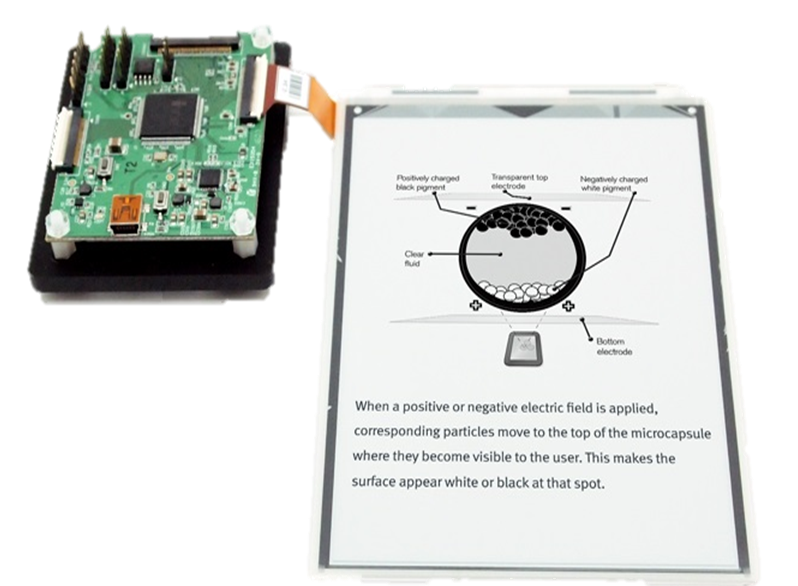 T2
Positively charged
black pigment
Transparent top
electrode
Negatively charged
white pigment
Clear
fluid
Bottom
electrode
When a positive or negative electric field is applied,
corresponding particles move to the top of the microcapsule
where they become visible to the user. This makes the
surface appear white or black at that spot.